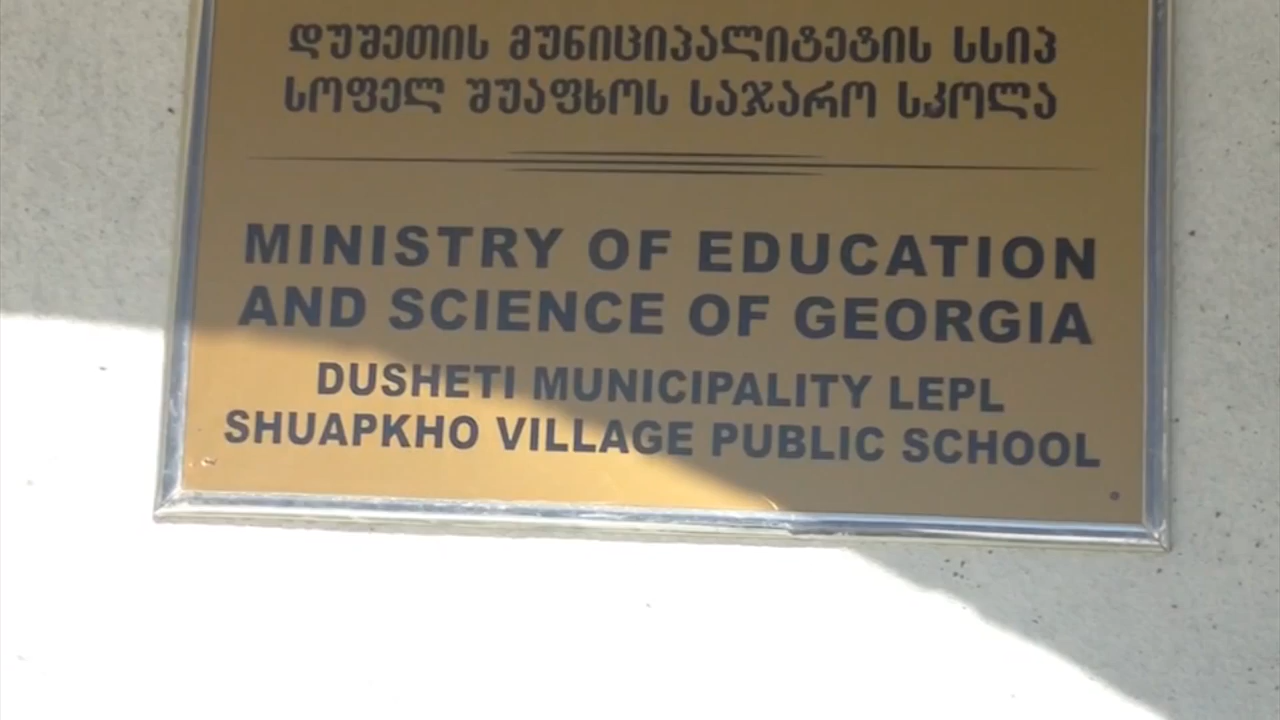 დუშეთის მუნიციპალიტეტის სსიპ
სოფელ შუაფხოს საჯარო სკოლა
MINISTRY OF EDUCATION
AND SCIENCE OF GEORGIA
DUSHETI MUNICIPALITY LEPL
SHUAPKHO VILLAGE PUBLIC SCHOOL